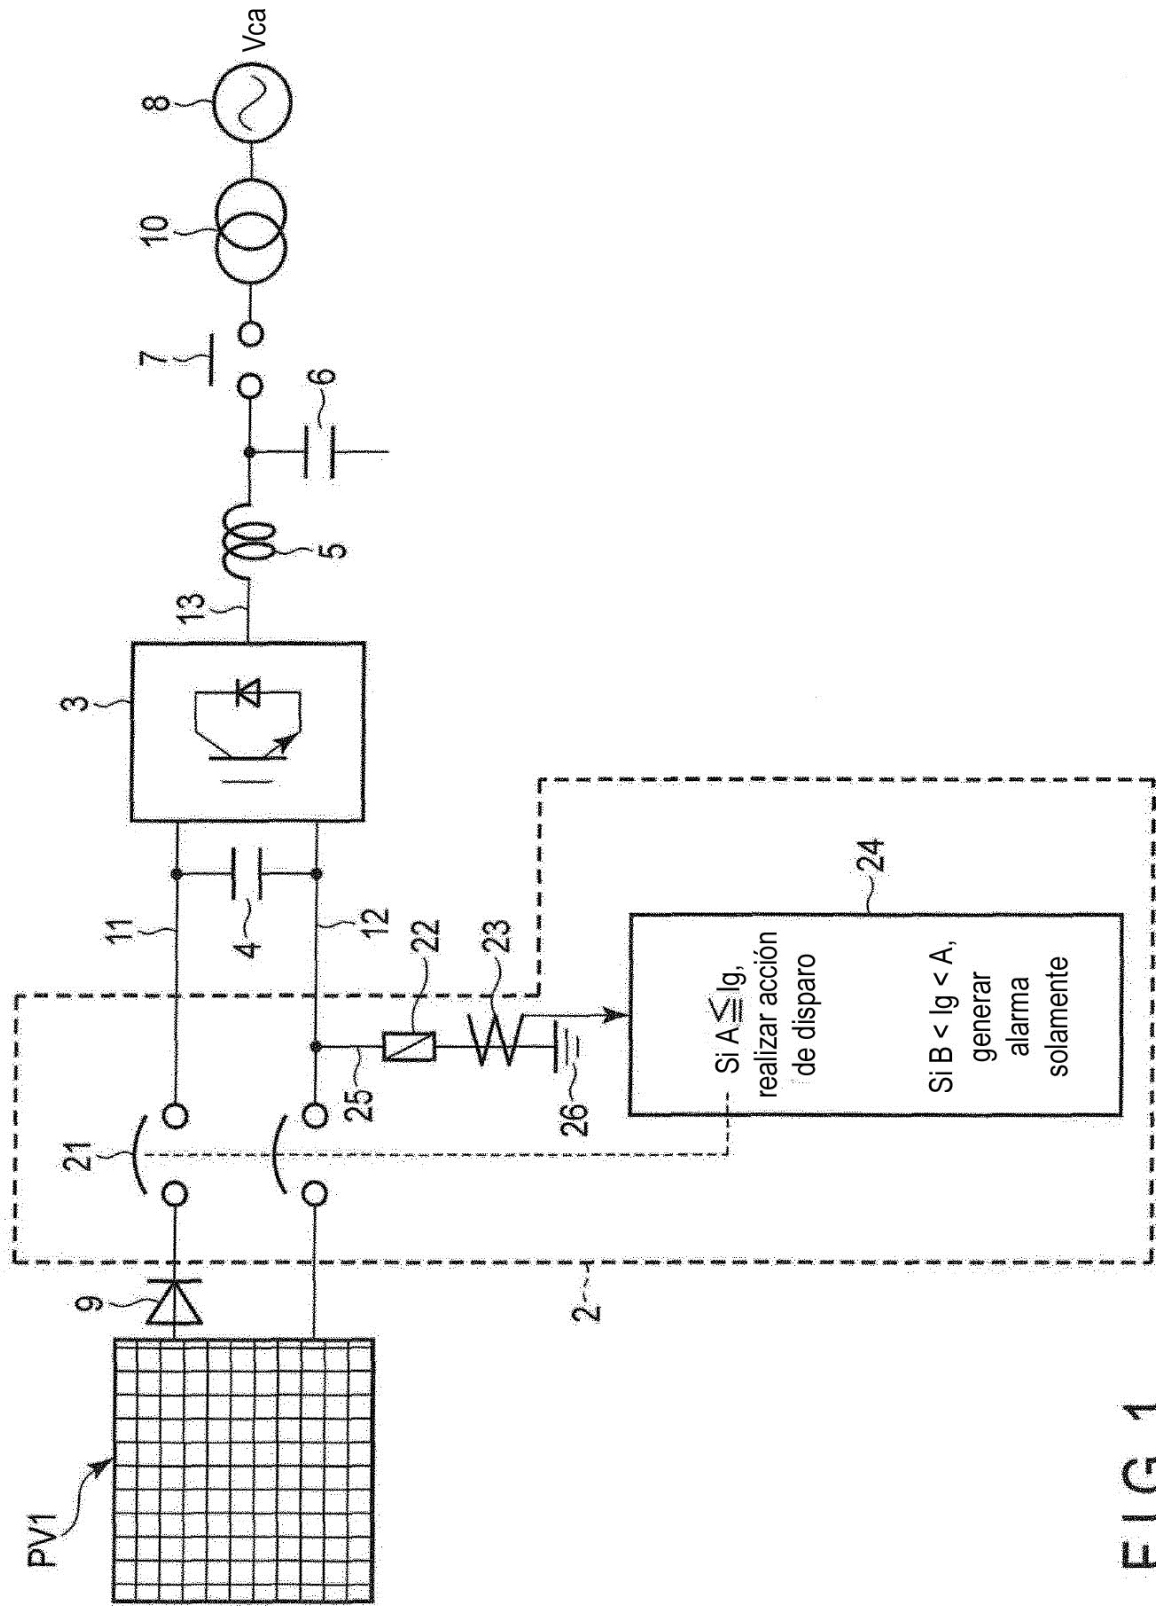 PV1
9
21
11
4
12
25
22
23
26
24
Si A ≦ Ig,
realizar acción
de disparo
Si B < Ig < A,
generar
alarma
solamente
2
3
13
5
6
7
10
8
Vca
FIG 1